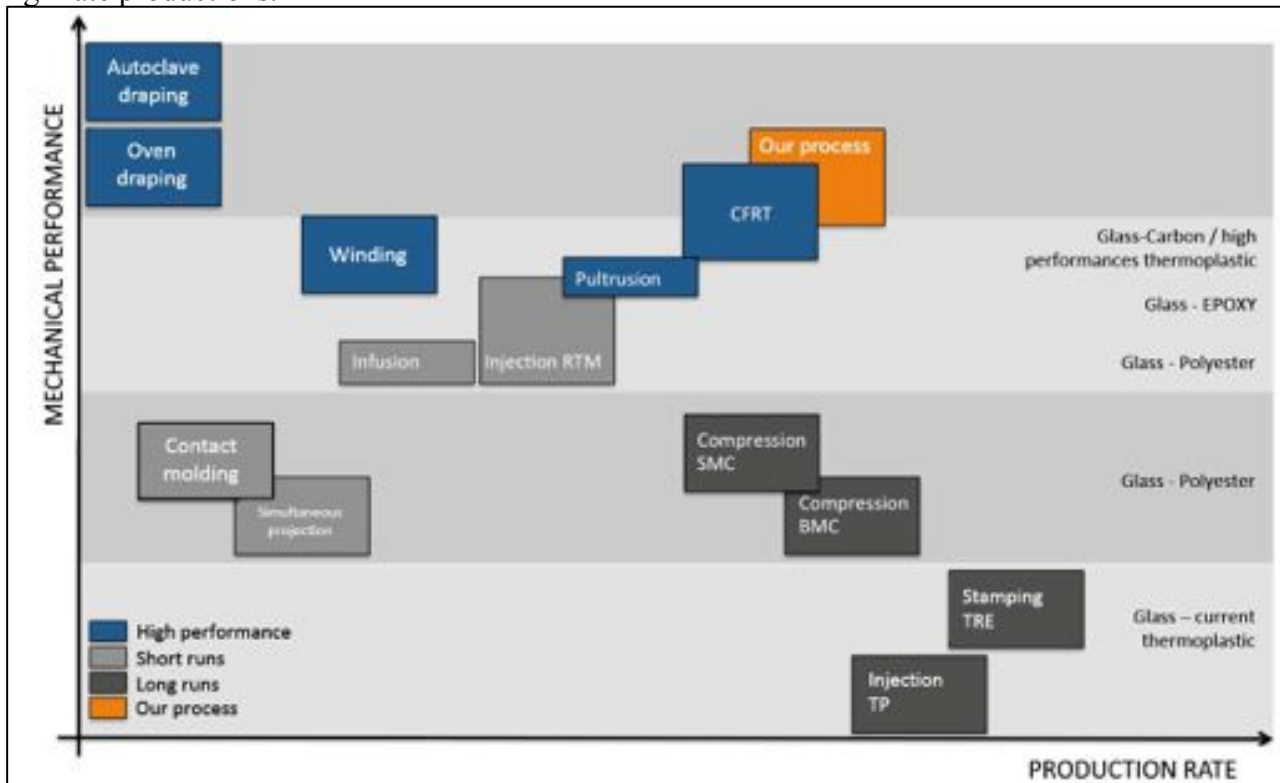 MECHANICAL PERFORMANCE
Autoclave
draping
Oven
draping
Our process
CFRT
Winding
Pultrusion
Glass-Carbon / high
performances thermoplastic
Glass - EPOXY
Infusion
Injection RTM
Glass - Polyester
Contact
molding
Simultaneous
projection
Compression
SMC
Compression
BMC
Glass - Polyester
Stamping
TRE
Glass – current
thermoplastic
Injection
TP
High performance
Short runs
Long runs
Our process
PRODUCTION RATE